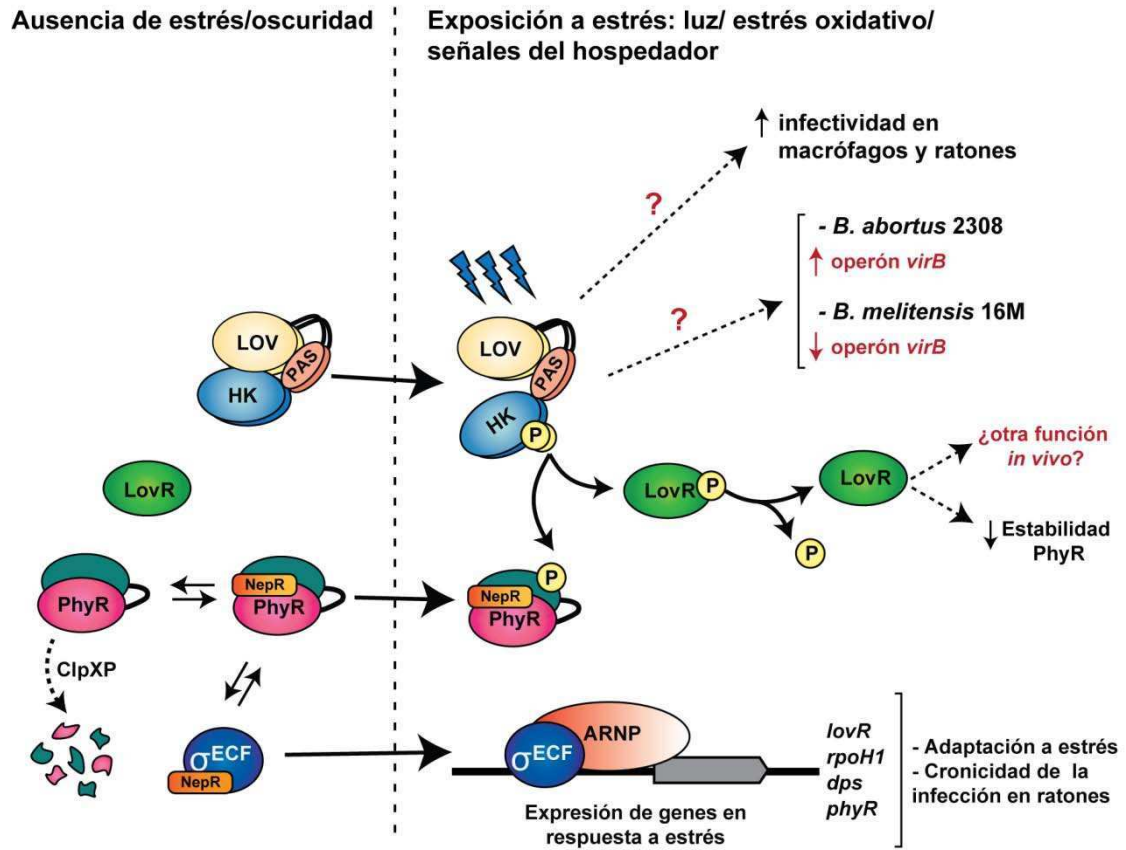 Ausencia de estrés/oscuridad
Exposición a estrés: luz/ estrés oxidativo/
señales del hospedador
↑ infectividad en
macrófagos y ratones
?
- B. abortus 2308
↑ operón virB
- B. melitensis 16M
↓ operón virB
?
LOV
PAS
HK
LOV
PAS
HK
P
LovR
LovR
P
LovR
P
¿otra función
in vivo?
↓ Estabilidad
PhyR
PhyR
NepR
PhyR
P
NepR
PhyR
ClpXP
σECF
NepR
σECF
ARNP
Expresión de genes en
respuesta a estrés
lovR
rpoH1
dps
phyR
- Adaptación a estrés
- Cronicidad de la
infección en ratones